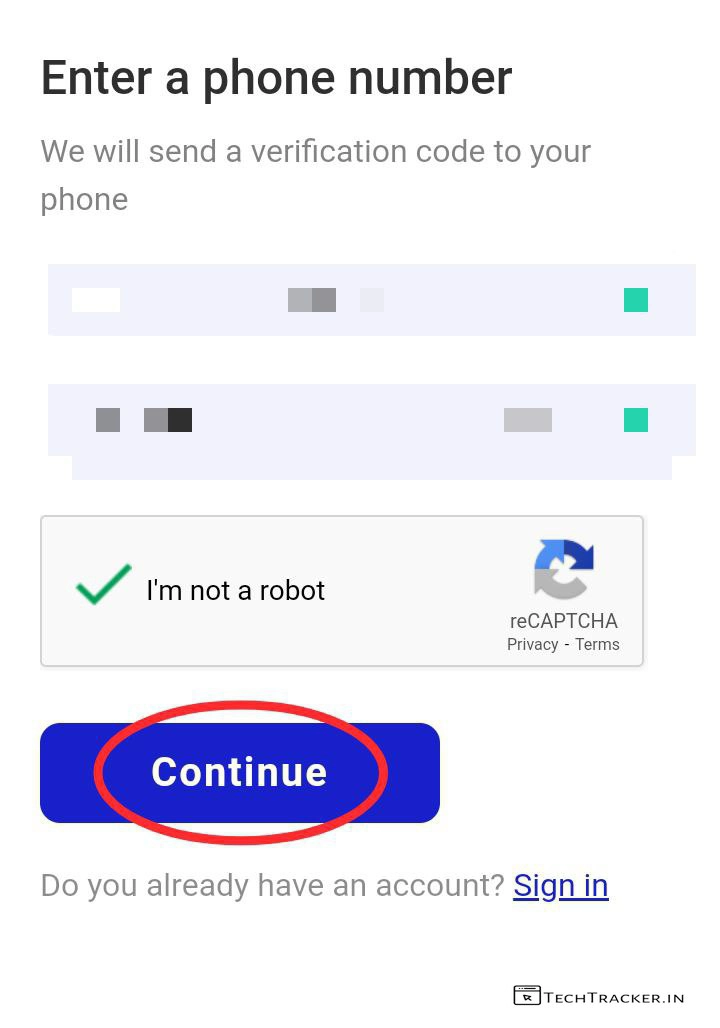 Enter a phone number
We will send a verification code to your
phone
I'm not a robot
reCAPTCHA
Privacy - Terms
Continue
Do you already have an account? Sign in
TECHTRACKER.IN